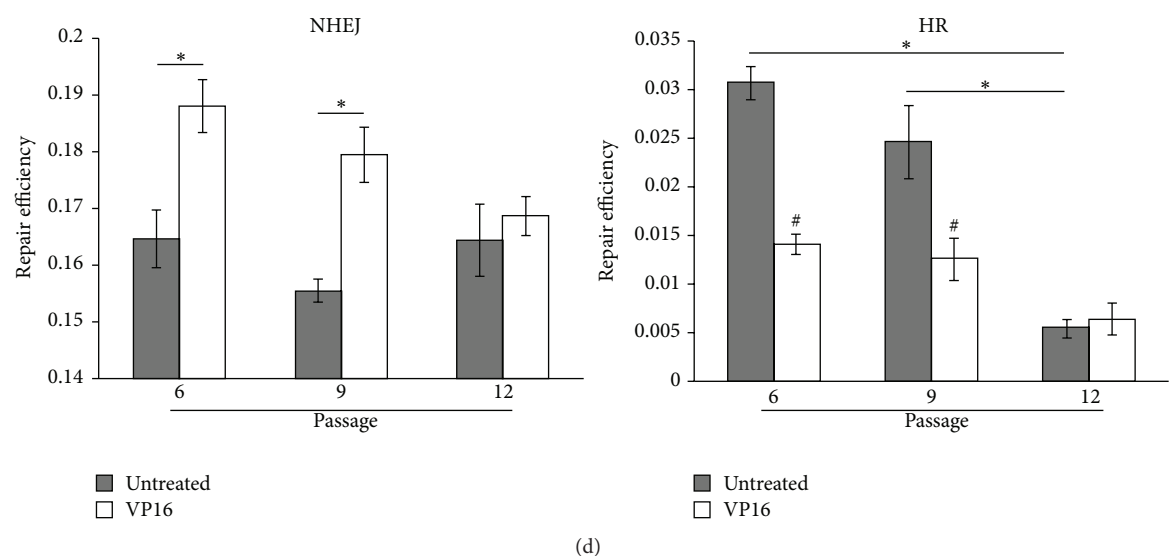 NHEJ
0.2
0.19
0.18
0.17
0.16
0.15
0.14
Repair efficiency
*
*
6 9 12
Passage
Untreated
VP16
HR
0.035
0.03
0.025
0.02
0.015
0.01
0.005
0
Repair efficiency
*
*
#
#
6 9 12
Passage
Untreated
VP16
(d)